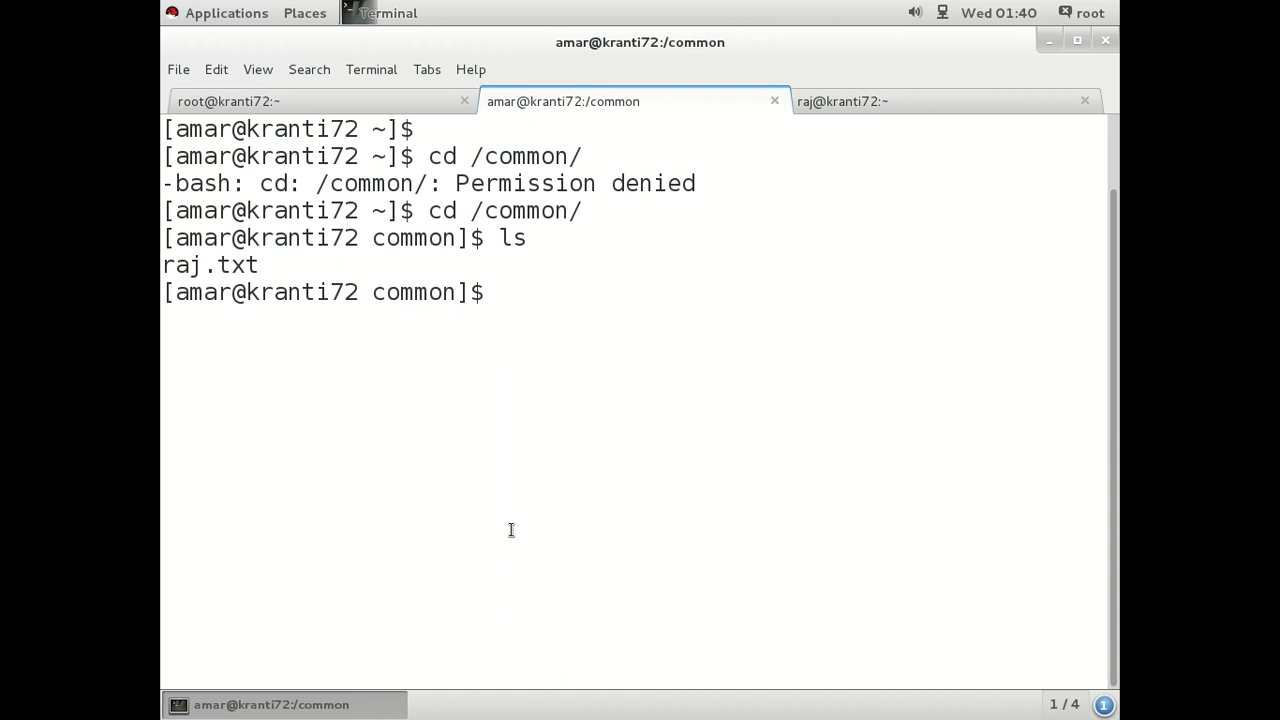 Applications Places Terminal Wed 01:40 root
amar@kranti72:/common
File Edit View Search Terminal Tabs Help
root@kranti72:~ amar@kranti72:/common raj@kranti72:~
[amar@kranti72 ~]$
[amar@kranti72 ~]$ cd /common/
-bash: cd: /common/: Permission denied
[amar@kranti72 ~]$ cd /common/
[amar@kranti72 common]$ ls
raj.txt
[amar@kranti72 common]$
amar@kranti72:/common 1 / 4 1